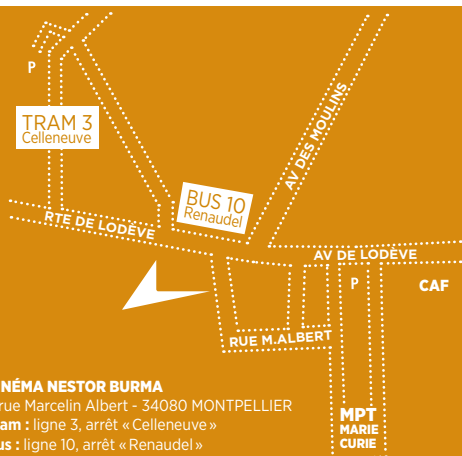 P
TRAM 3
Celleneuve
AV DES MOULINS
BUS 10
Renaudel
RTE DE LODÈVE
AV DE LODÈVE
P
CAF
RUE M.ALBERT
NÉMA NESTOR BURMA
rue Marcelin Albert - 34080 MONTPELLIER
am : ligne 3, arrêt « Celleneuve »
us : ligne 10, arrêt « Renaudel »
MPT
MARIE
CURIE